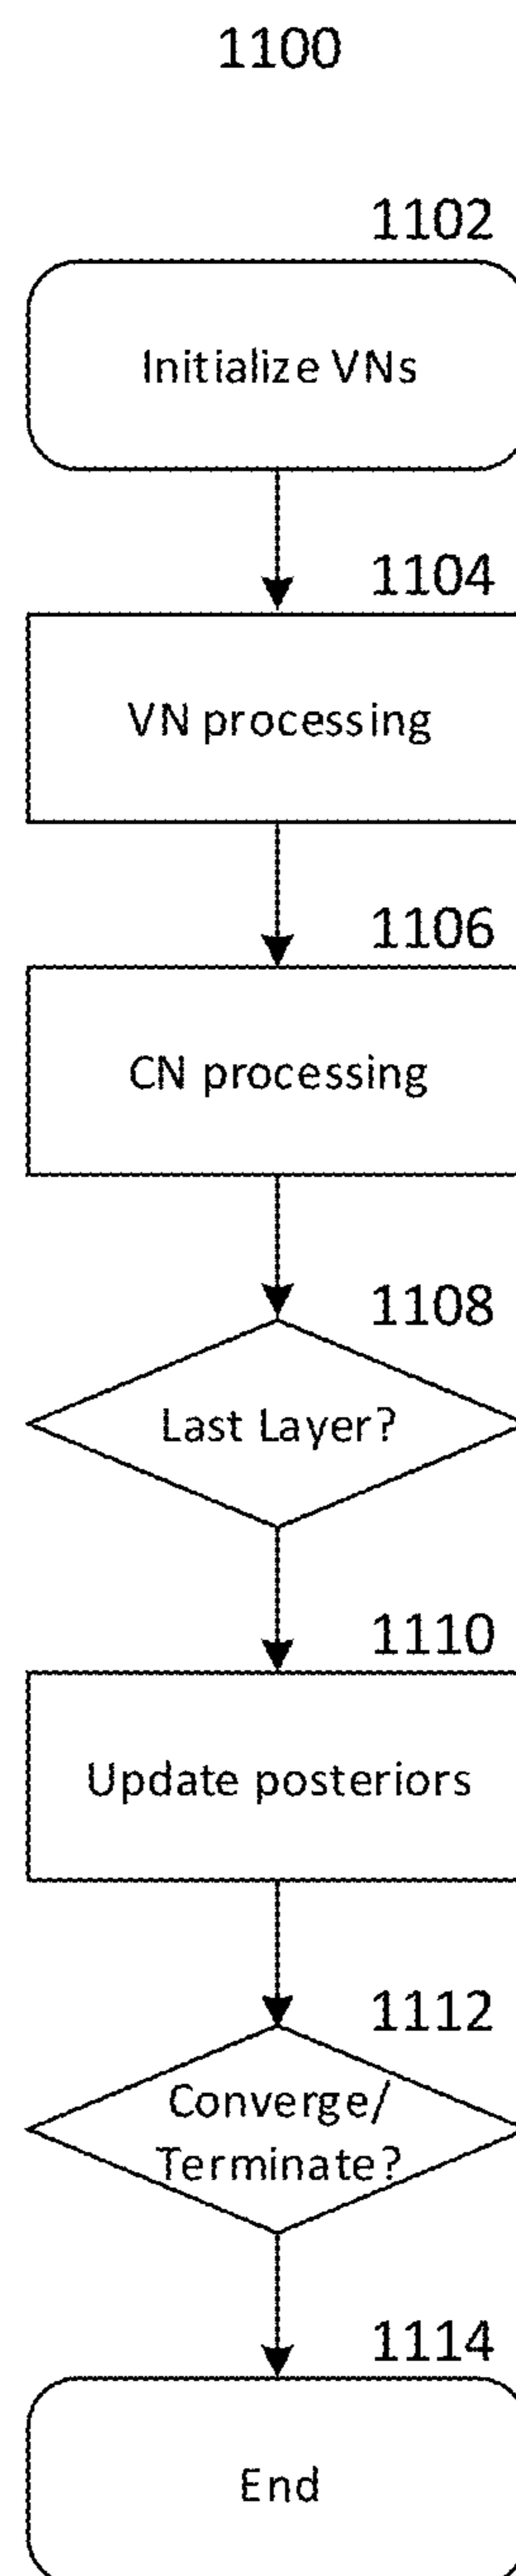 1100
1102
Initialize VNs
1104
VN processing
1106
CN processing
1108
Last Layer?
1110
Update posteriors
1112
Converge/
Terminate?
1114
End